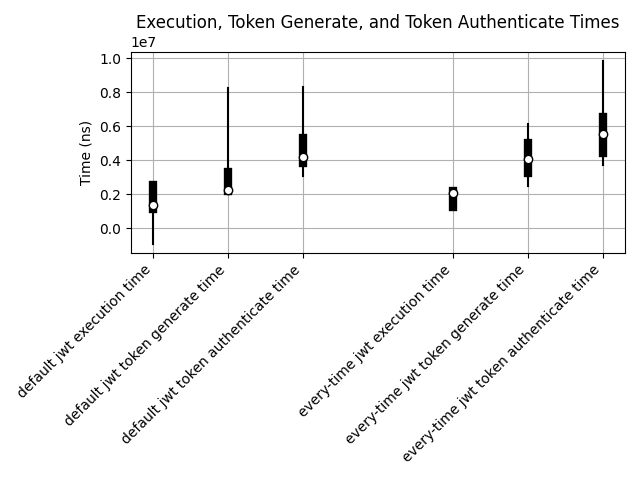 Execution, Token Generate, and Token Authenticate Times
1e7
Time (ns)
1.0
0.8
0.6
0.4
0.2
0.0
default jwt execution time
default jwt token generate time
default jwt token authenticate time
every-time jwt execution time
every-time jwt token generate time
every-time jwt token authenticate time